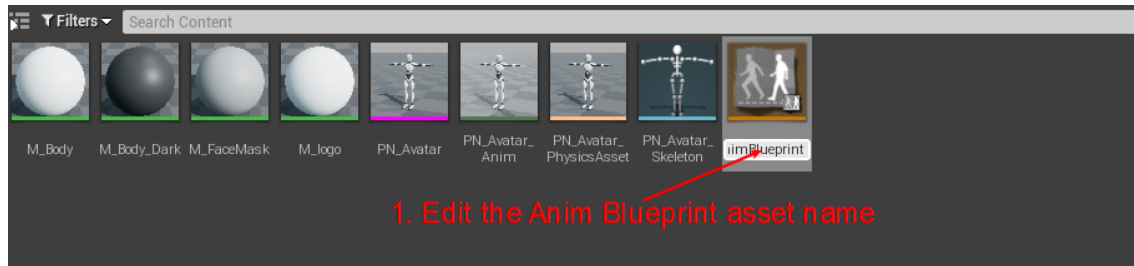 Filters
Search Content
M_Body
M_Body_Dark
M_FaceMask
M_logo
PN_Avatar
PN_Avatar_
Anim
PN_Avatar_
PhysicsAsset
PN_Avatar_
Skeleton
imBlueprint
1. Edit the Anim Blueprint asset name